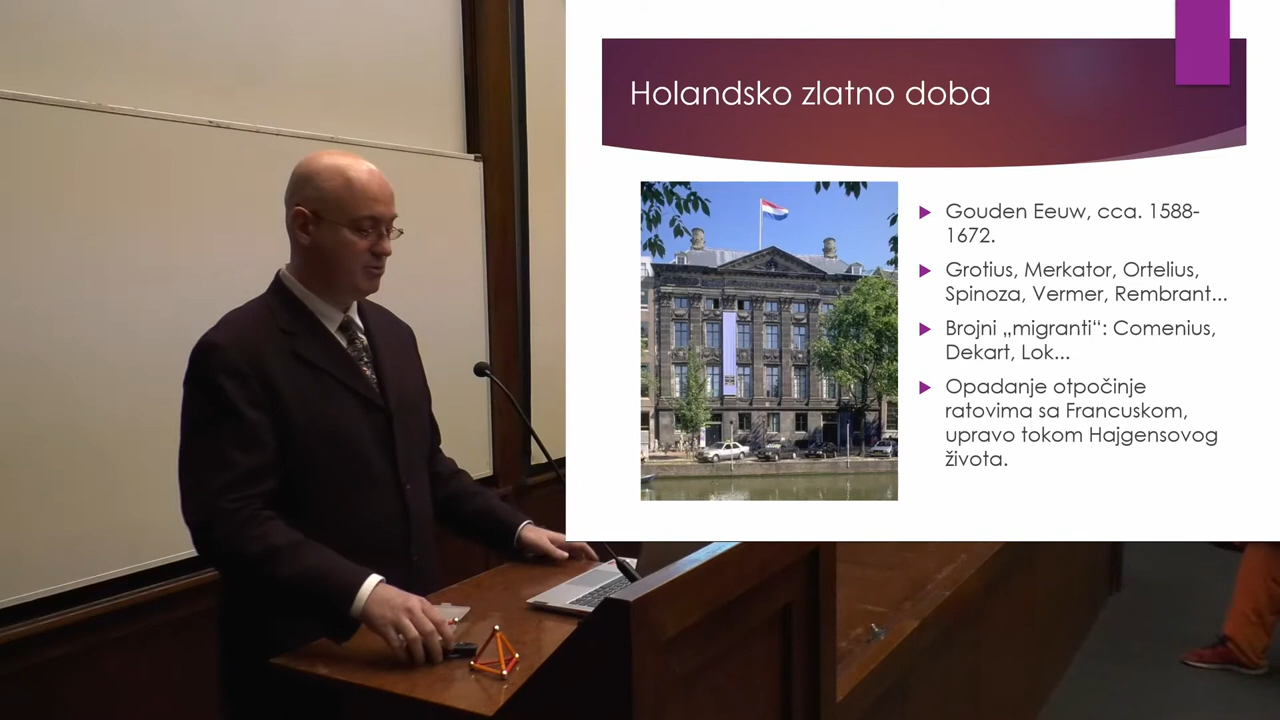 Holandsko zlatno doba
Gouden Eeuw, cca. 1588-
1672.
Grotius, Merkator, Ortelius,
Spinoza, Vermer, Rembrant...
Brojni „migranti“: Comenius,
Dekart, Lok...
Opadanje otpočinje
ratovima sa Francuskom,
upravo tokom Hajgensovog
života.